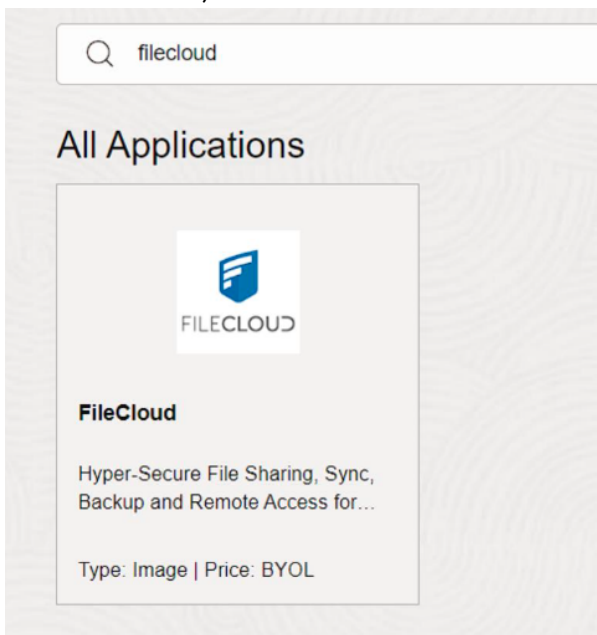 filecloud
All Applications
FILECLOUD
FileCloud
Hyper-Secure File Sharing, Sync,
Backup and Remote Access for...
Type: Image | Price: BYOL